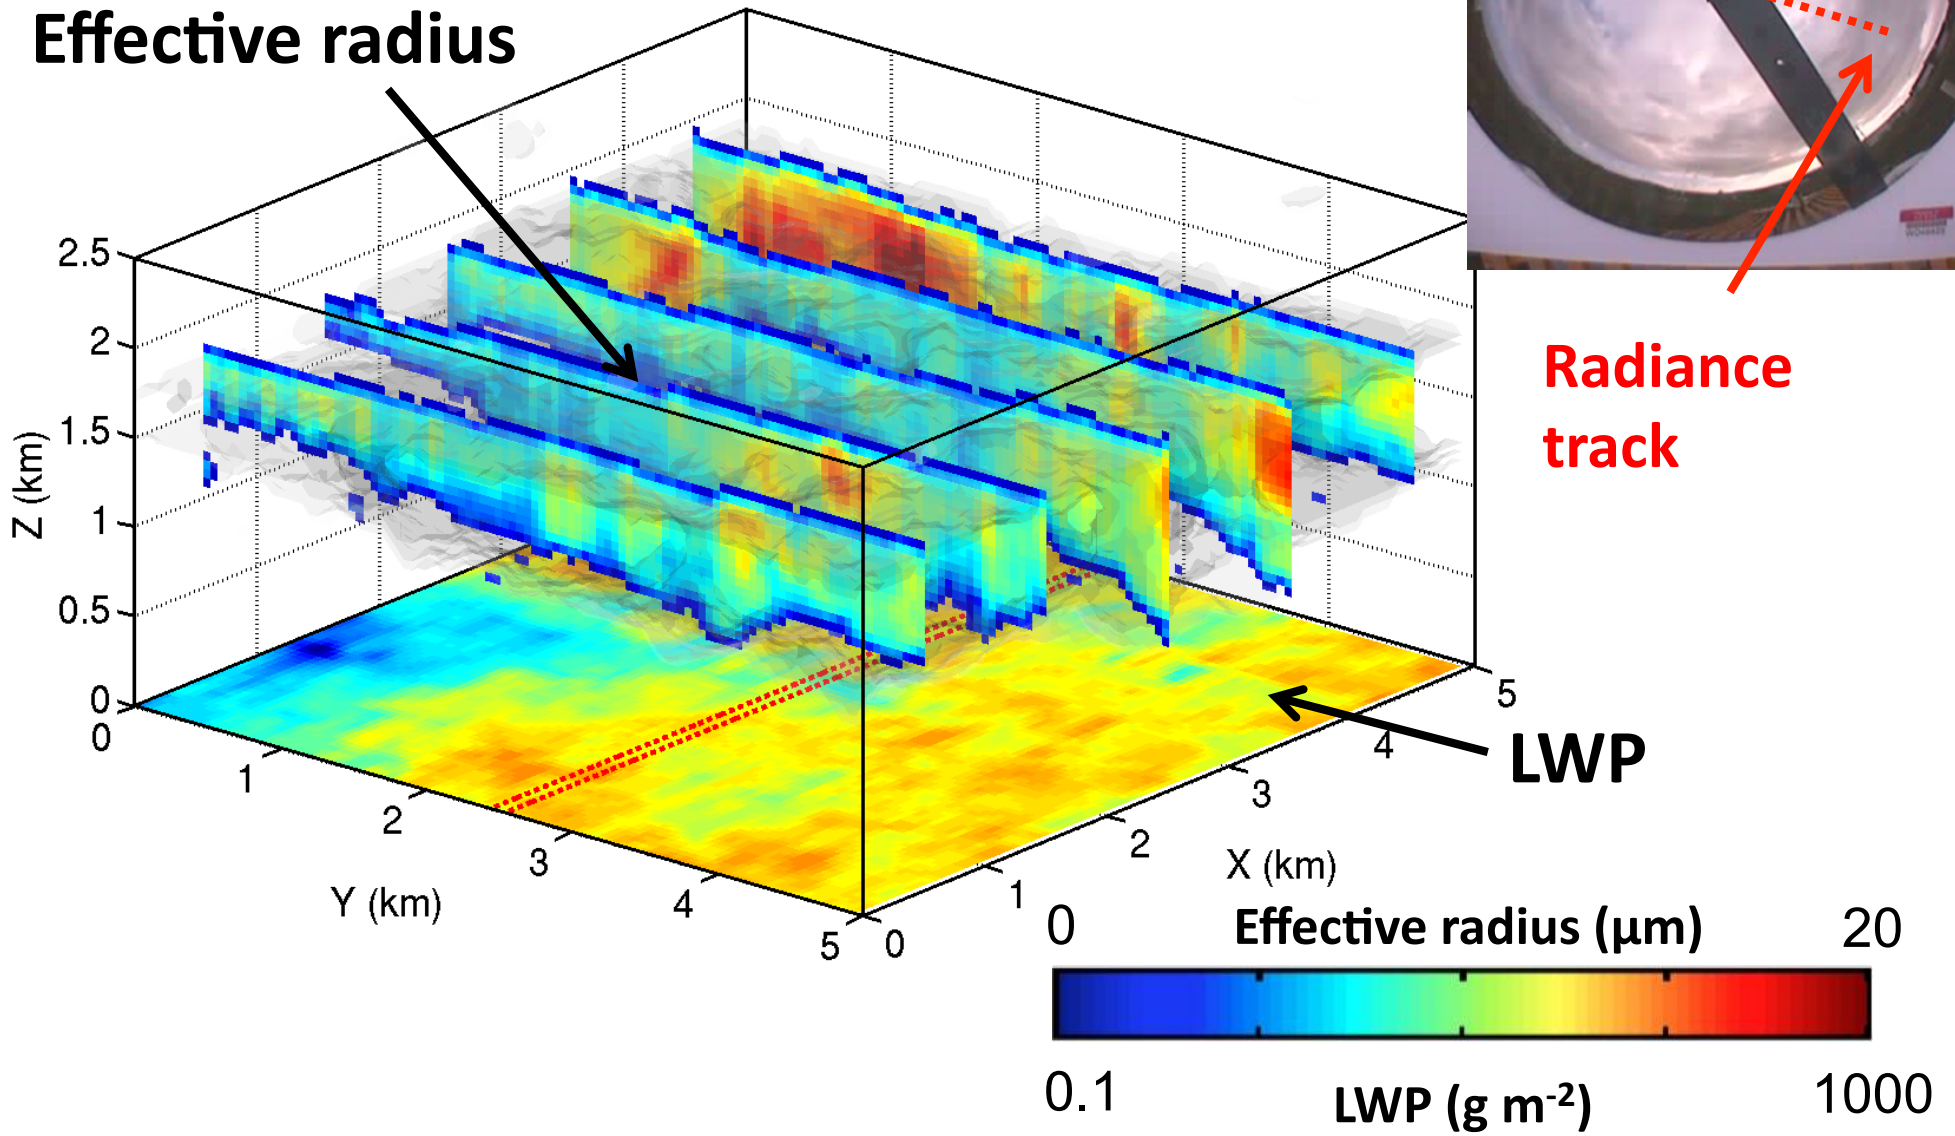 Effective radius
2.5
2
1.5
1
0.5
0
Z (km)
0
1
2
3
4
5
Y (km)
0
1
2
3
4
5
X (km)
Radiance
track
LWP
0 Effective radius (µm) 20
0.1 LWP (g m⁻²) 1000